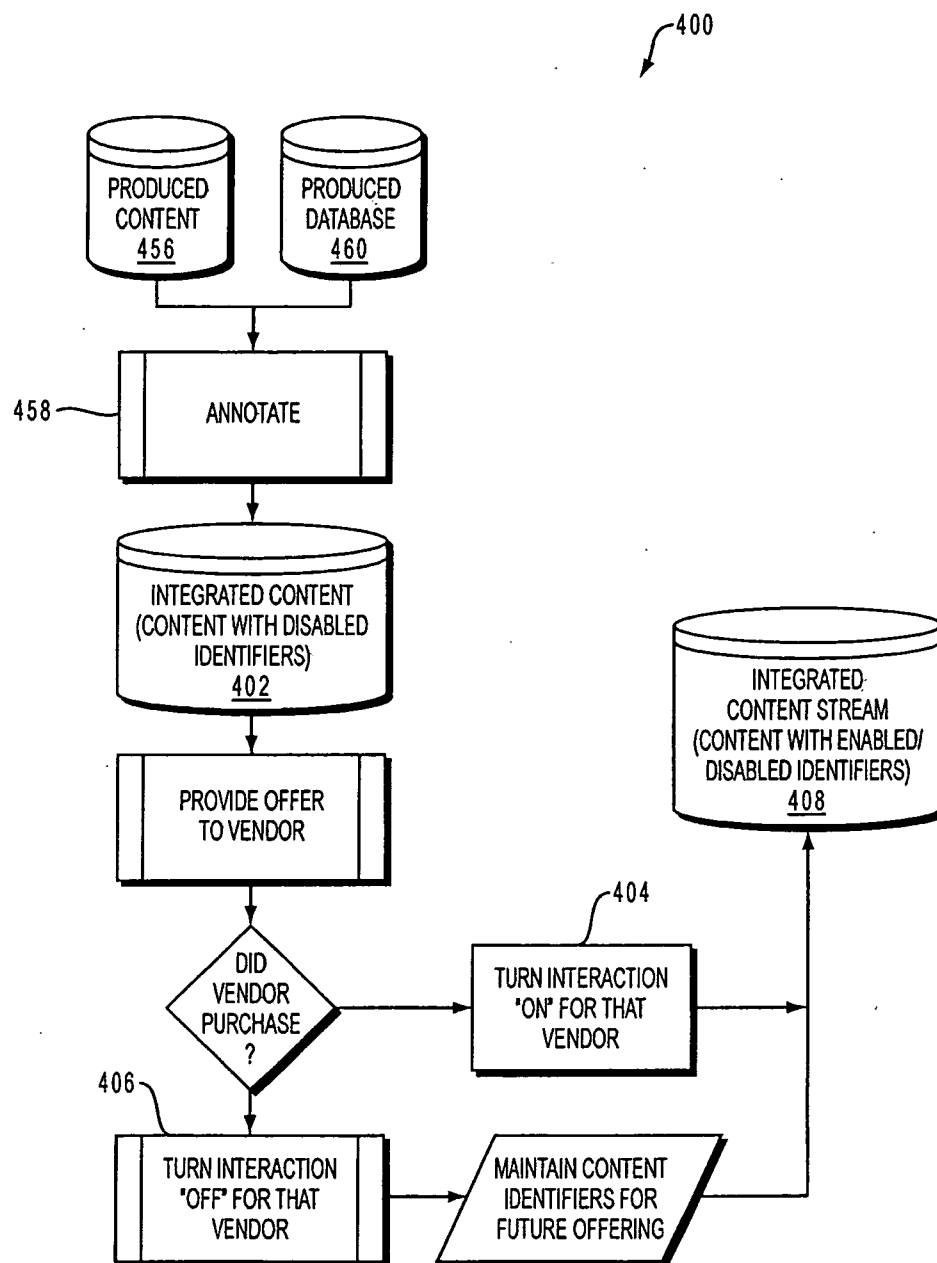 400
PRODUCED
CONTENT
456
PRODUCED
DATABASE
460
458
ANNOTATE
INTEGRATED CONTENT
(CONTENT WITH DISABLED
IDENTIFIERS)
402
INTEGRATED
CONTENT STREAM
(CONTENT WITH ENABLED/
DISABLED IDENTIFIERS)
408
PROVIDE OFFER
TO VENDOR
DID
VENDOR
PURCHASE
?
404
TURN INTERACTION
"ON" FOR THAT
VENDOR
406
TURN INTERACTION
"OFF" FOR THAT
VENDOR
MAINTAIN CONTENT
IDENTIFIERS FOR
FUTURE OFFERING